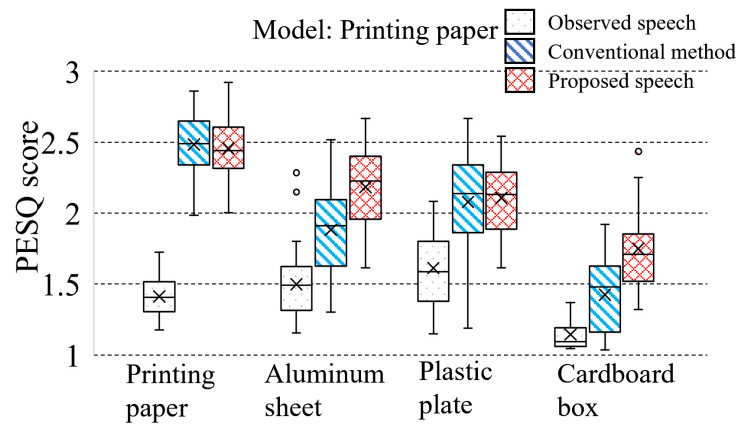 Model: Printing paper
Observed speech
Conventional method
Proposed speech
PESQ score
3
2.5
2
1.5
1
Printing
paper
Aluminum
sheet
Plastic
plate
Cardboard
box